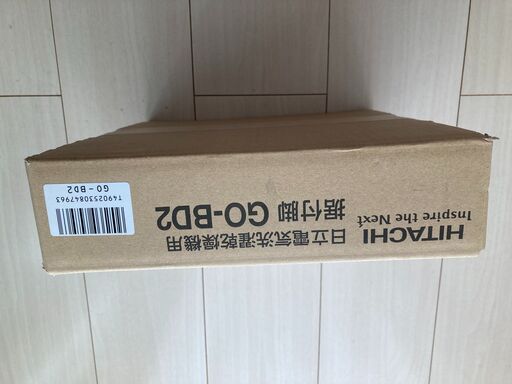 HITACHI
Inspire the Next
日立電気洗濯乾燥機用
据付脚 GO-BD2
T4902530847963
GO-BD2